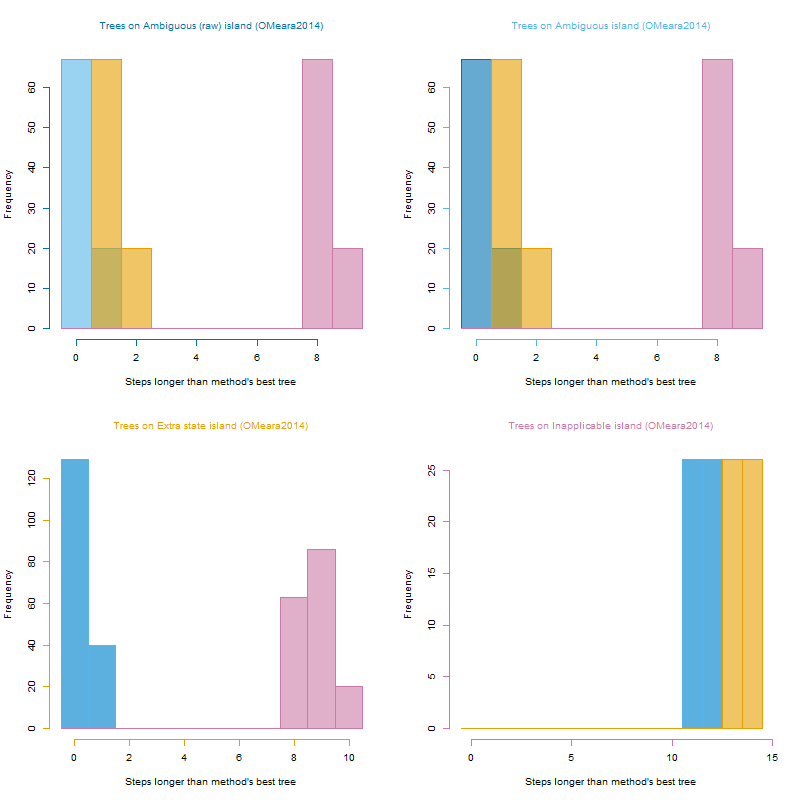 Trees on Ambiguous (raw) island (OMeara2014)
Frequency
0 10 20 30 40 50 60
0 2 4 6 8
Steps longer than method's best tree
Trees on Ambiguous island (OMeara2014)
Frequency
0 10 20 30 40 50 60
0 2 4 6 8
Steps longer than method's best tree
Trees on Extra state island (OMeara2014)
Frequency
0 20 40 60 80 100 120
0 2 4 6 8 10
Steps longer than method's best tree
Trees on Inapplicable island (OMeara2014)
Frequency
0 5 10 15 20 25
0 5 10 15
Steps longer than method's best tree